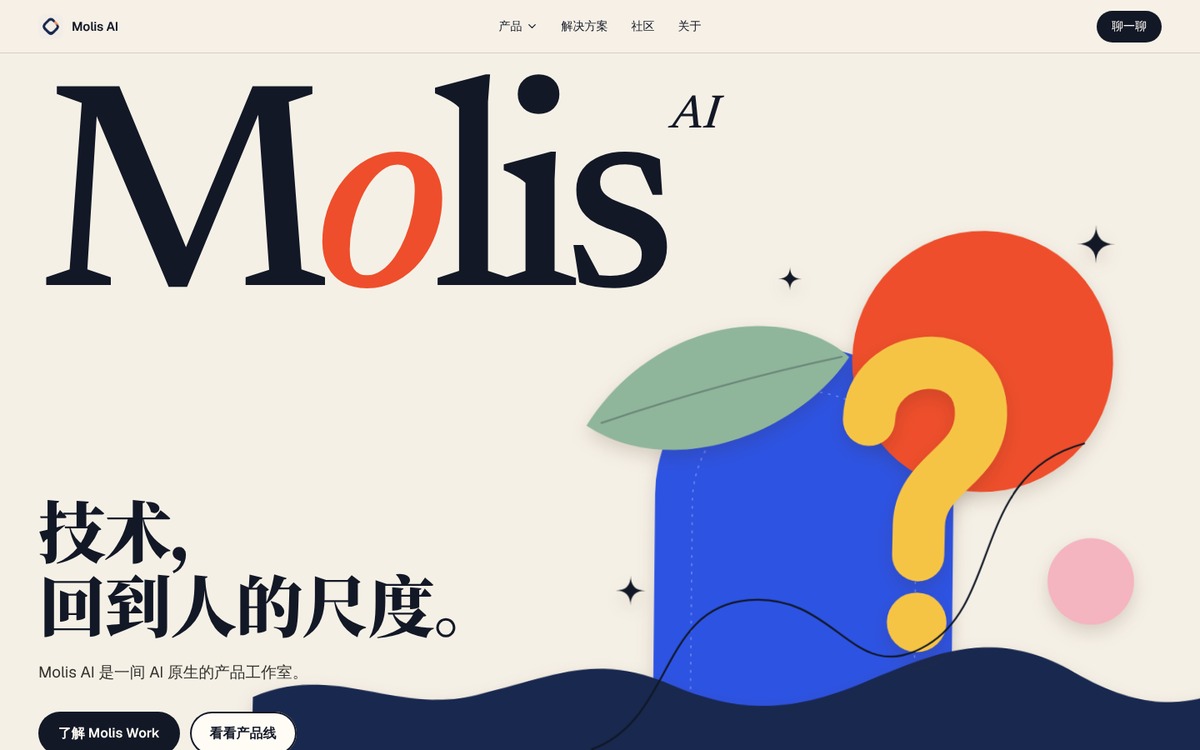 Molis AI
产品
解决方案
社区
关于
聊一聊
Molis AI
?
技术,
回到人的尺度。
Molis AI 是一间 AI 原生的产品工作室。
了解 Molis Work
看看产品线